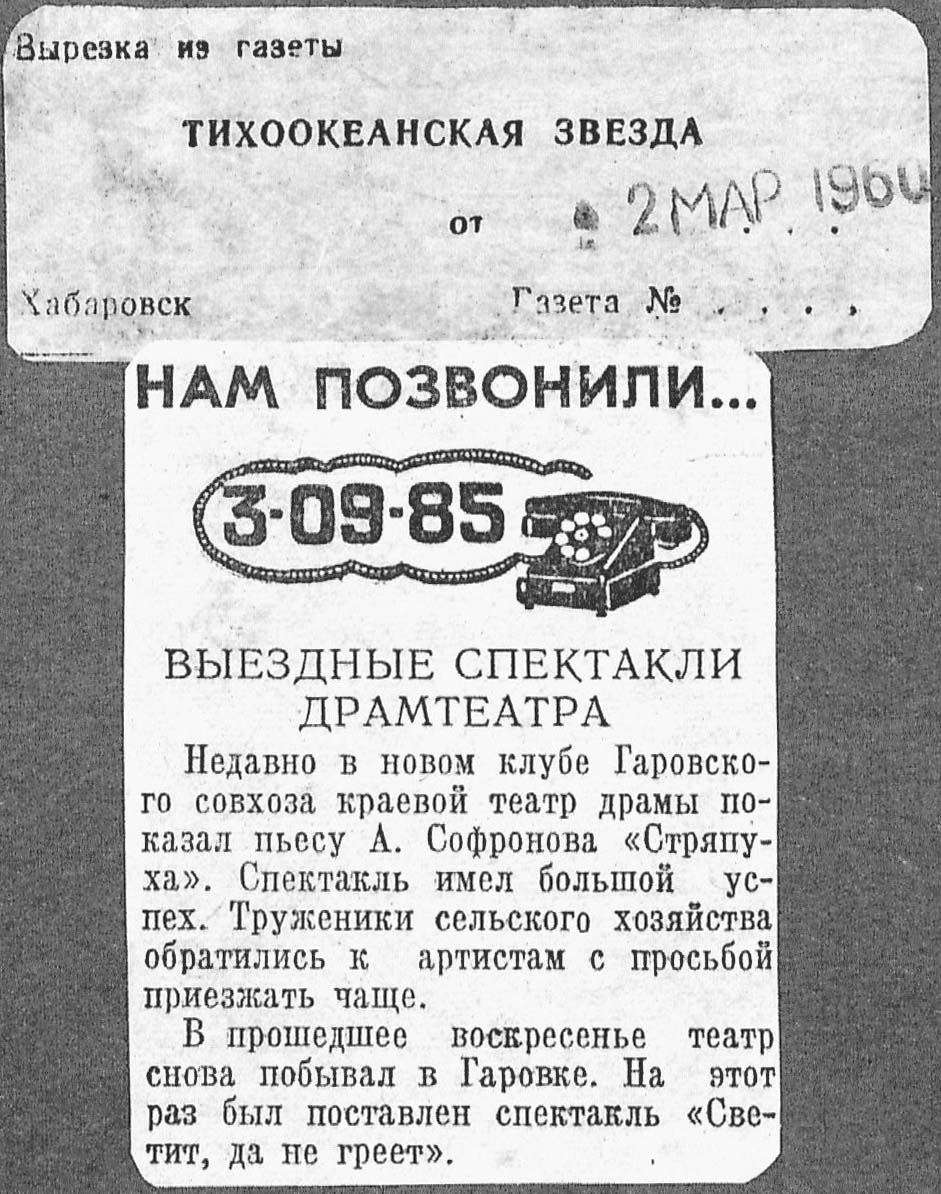 Вырезка из газеты
ТИХООКЕАНСКАЯ ЗВЕЗДА
от 2 МАР 1960
Хабаровск Газета № . . . .
НАМ ПОЗВОНИЛИ...
3-09-85
ВЫЕЗДНЫЕ СПЕКТАКЛИ
ДРАМТЕАТРА
Недавно в новом клубе Гаровско-
го совхоза краевой театр драмы по-
казал пьесу А. Софронова «Стряпу-
ха». Спектакль имел большой ус-
пех. Труженики сельского хозяйства
обратились к артистам с просьбой
приезжать чаще.
В прошедшее воскресенье театр
снова побывал в Гаровке. На этот
раз был поставлен спектакль «Све-
тит, да не греет».